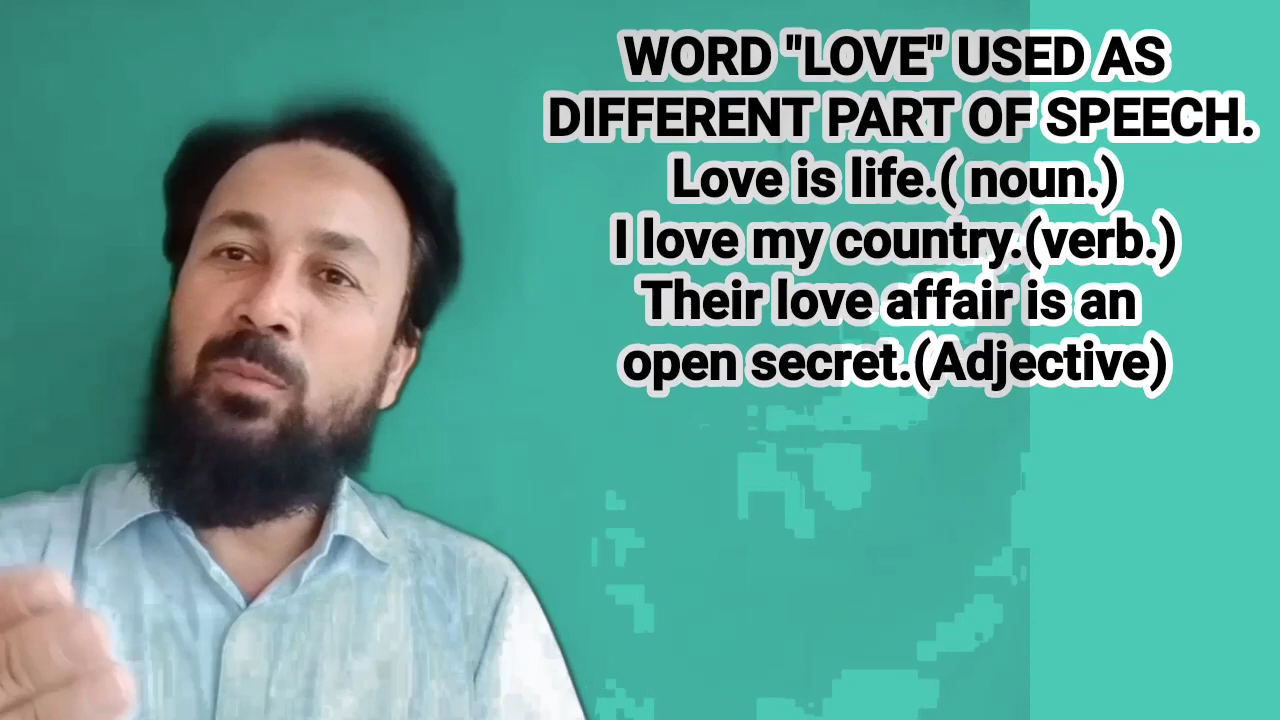 WORD "LOVE" USED AS
DIFFERENT PART OF SPEECH.
Love is life.( noun.)
I love my country.(verb.)
Their love affair is an
open secret.(Adjective)